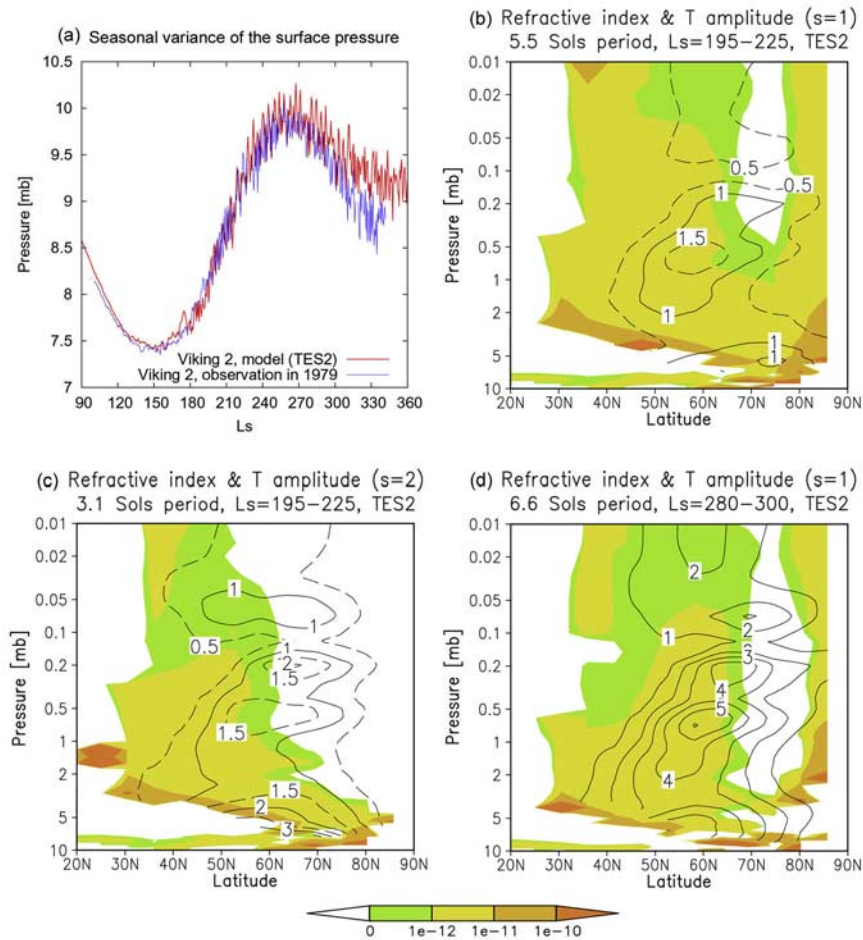 (a) Seasonal variance of the surface pressure
10.5
10
9.5
9
8.5
8
7.5
7
Pressure [mb]
Viking 2, model (TES2)
Viking 2, observation in 1979
90 120 150 180 210 240 270 300 330 360
Ls
(b) Refractive index & T amplitude (s=1)
5.5 Sols period, Ls=195-225, TES2
0.01
0.02
0.05
0.1
0.2
0.5
1
2
5
10
Pressure [mb]
0.5
0.5
1
1.5
1
1
1
20N 30N 40N 50N 60N 70N 80N 90N
Latitude
(c) Refractive index & T amplitude (s=2)
3.1 Sols period, Ls=195-225, TES2
0.01
0.02
0.05
0.1
0.2
0.5
1
2
5
10
Pressure [mb]
1
1
0.5
1
2
1.5
1.5
1.5
2
3
20N 30N 40N 50N 60N 70N 80N 90N
Latitude
(d) Refractive index & T amplitude (s=1)
6.6 Sols period, Ls=280-300, TES2
0.01
0.02
0.05
0.1
0.2
0.5
1
2
5
10
Pressure [mb]
2
2
1
3
4
5
4
20N 30N 40N 50N 60N 70N 80N 90N
Latitude
0 1e-12 1e-11 1e-10